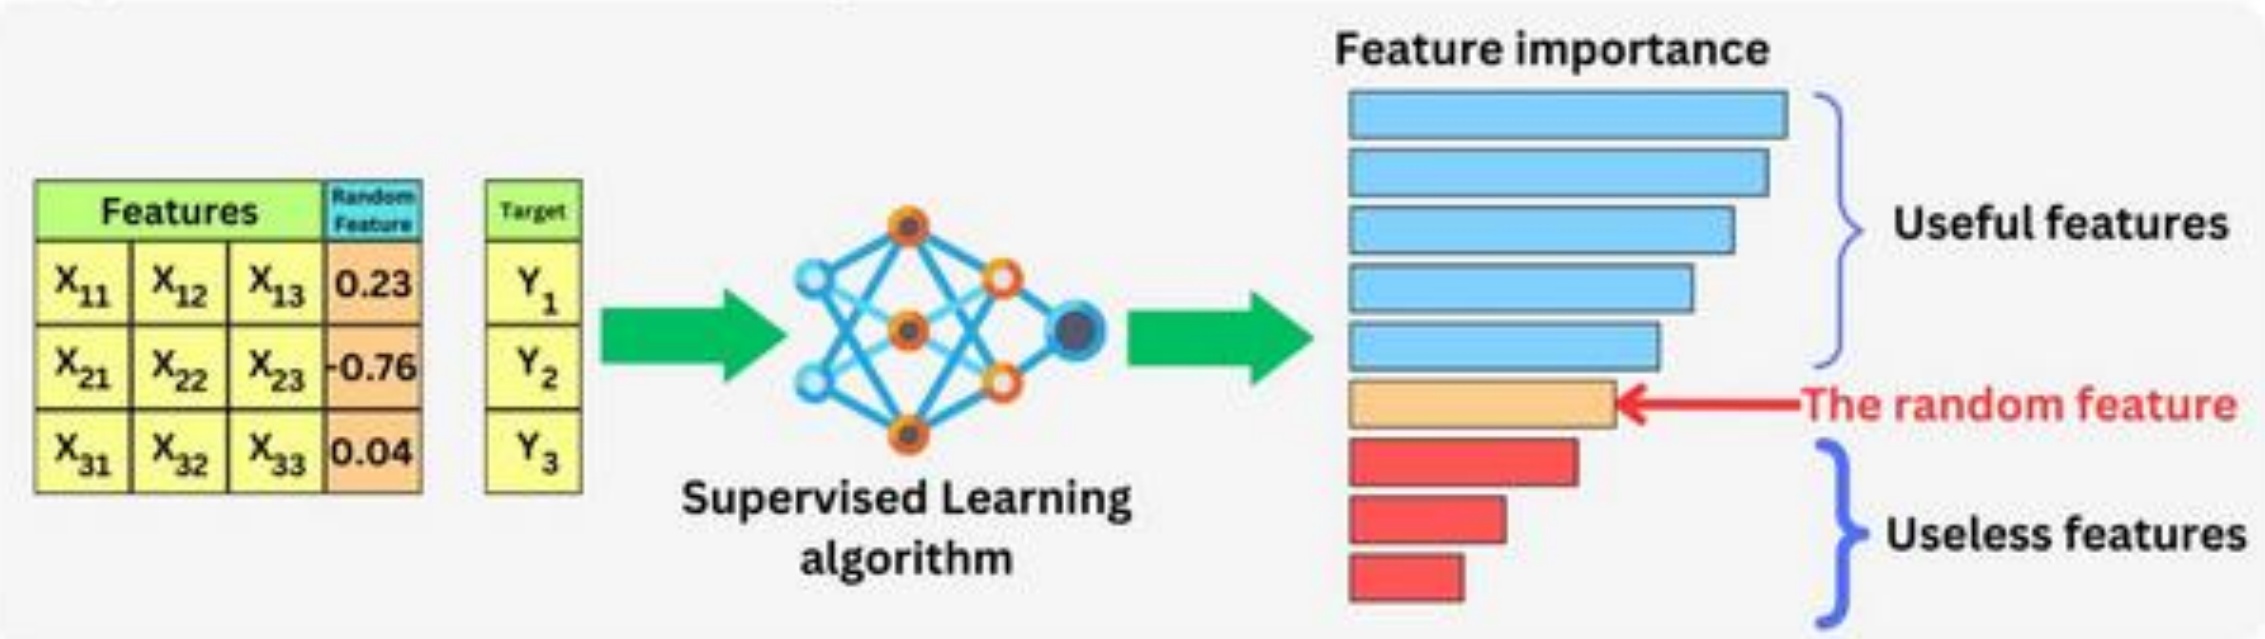 Feature importance
Features
Random
Feature
Target
X11 X12 X13 0.23 Y1
X21 X22 X23 -0.76 Y2
X31 X32 X33 0.04 Y3
Supervised Learning
algorithm
Useful features
The random feature
Useless features